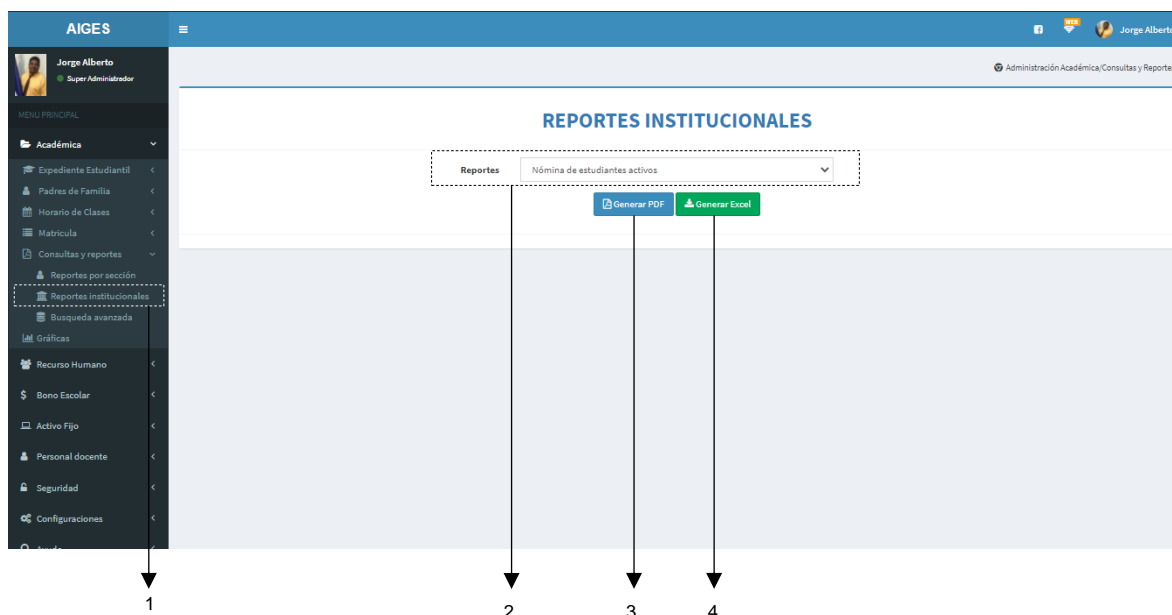 AIGES
WEB
Jorge Alberto
Jorge Alberto
Super Administrador
Administración Académica/Consultas y Reporte
MENU PRINCIPAL
REPORTES INSTITUCIONALES
Académica
Reportes
Nómina de estudiantes activos
Expediente Estudiantil
Padres de Familia
Generar PDF
Generar Excel
Horario de Clases
Matricula
Consultas y reportes
Reportes por sección
Reportes institucionales
Busqueda avanzada
Gráficas
Recurso Humano
Bono Escolar
Activo Fijo
Personal docente
Seguridad
Configuraciones
1
2
3
4